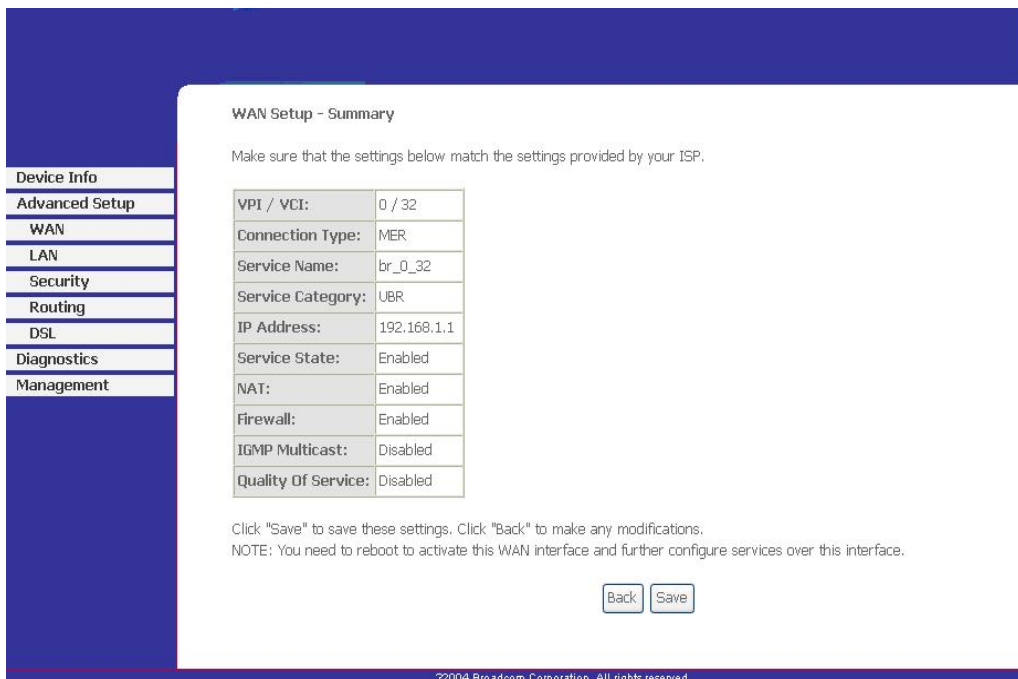 WAN Setup - Summary
Make sure that the settings below match the settings provided by your ISP.
Device Info
Advanced Setup
WAN
LAN
Security
Routing
DSL
Diagnostics
Management
VPI / VCI: 0 / 32
Connection Type: MER
Service Name: br_0_32
Service Category: UBR
IP Address: 192.168.1.1
Service State: Enabled
NAT: Enabled
Firewall: Enabled
IGMP Multicast: Disabled
Quality Of Service: Disabled
Click "Save" to save these settings. Click "Back" to make any modifications.
NOTE: You need to reboot to activate this WAN interface and further configure services over this interface.
Back Save
2004 Broadcom Corporation. All rights reserved.